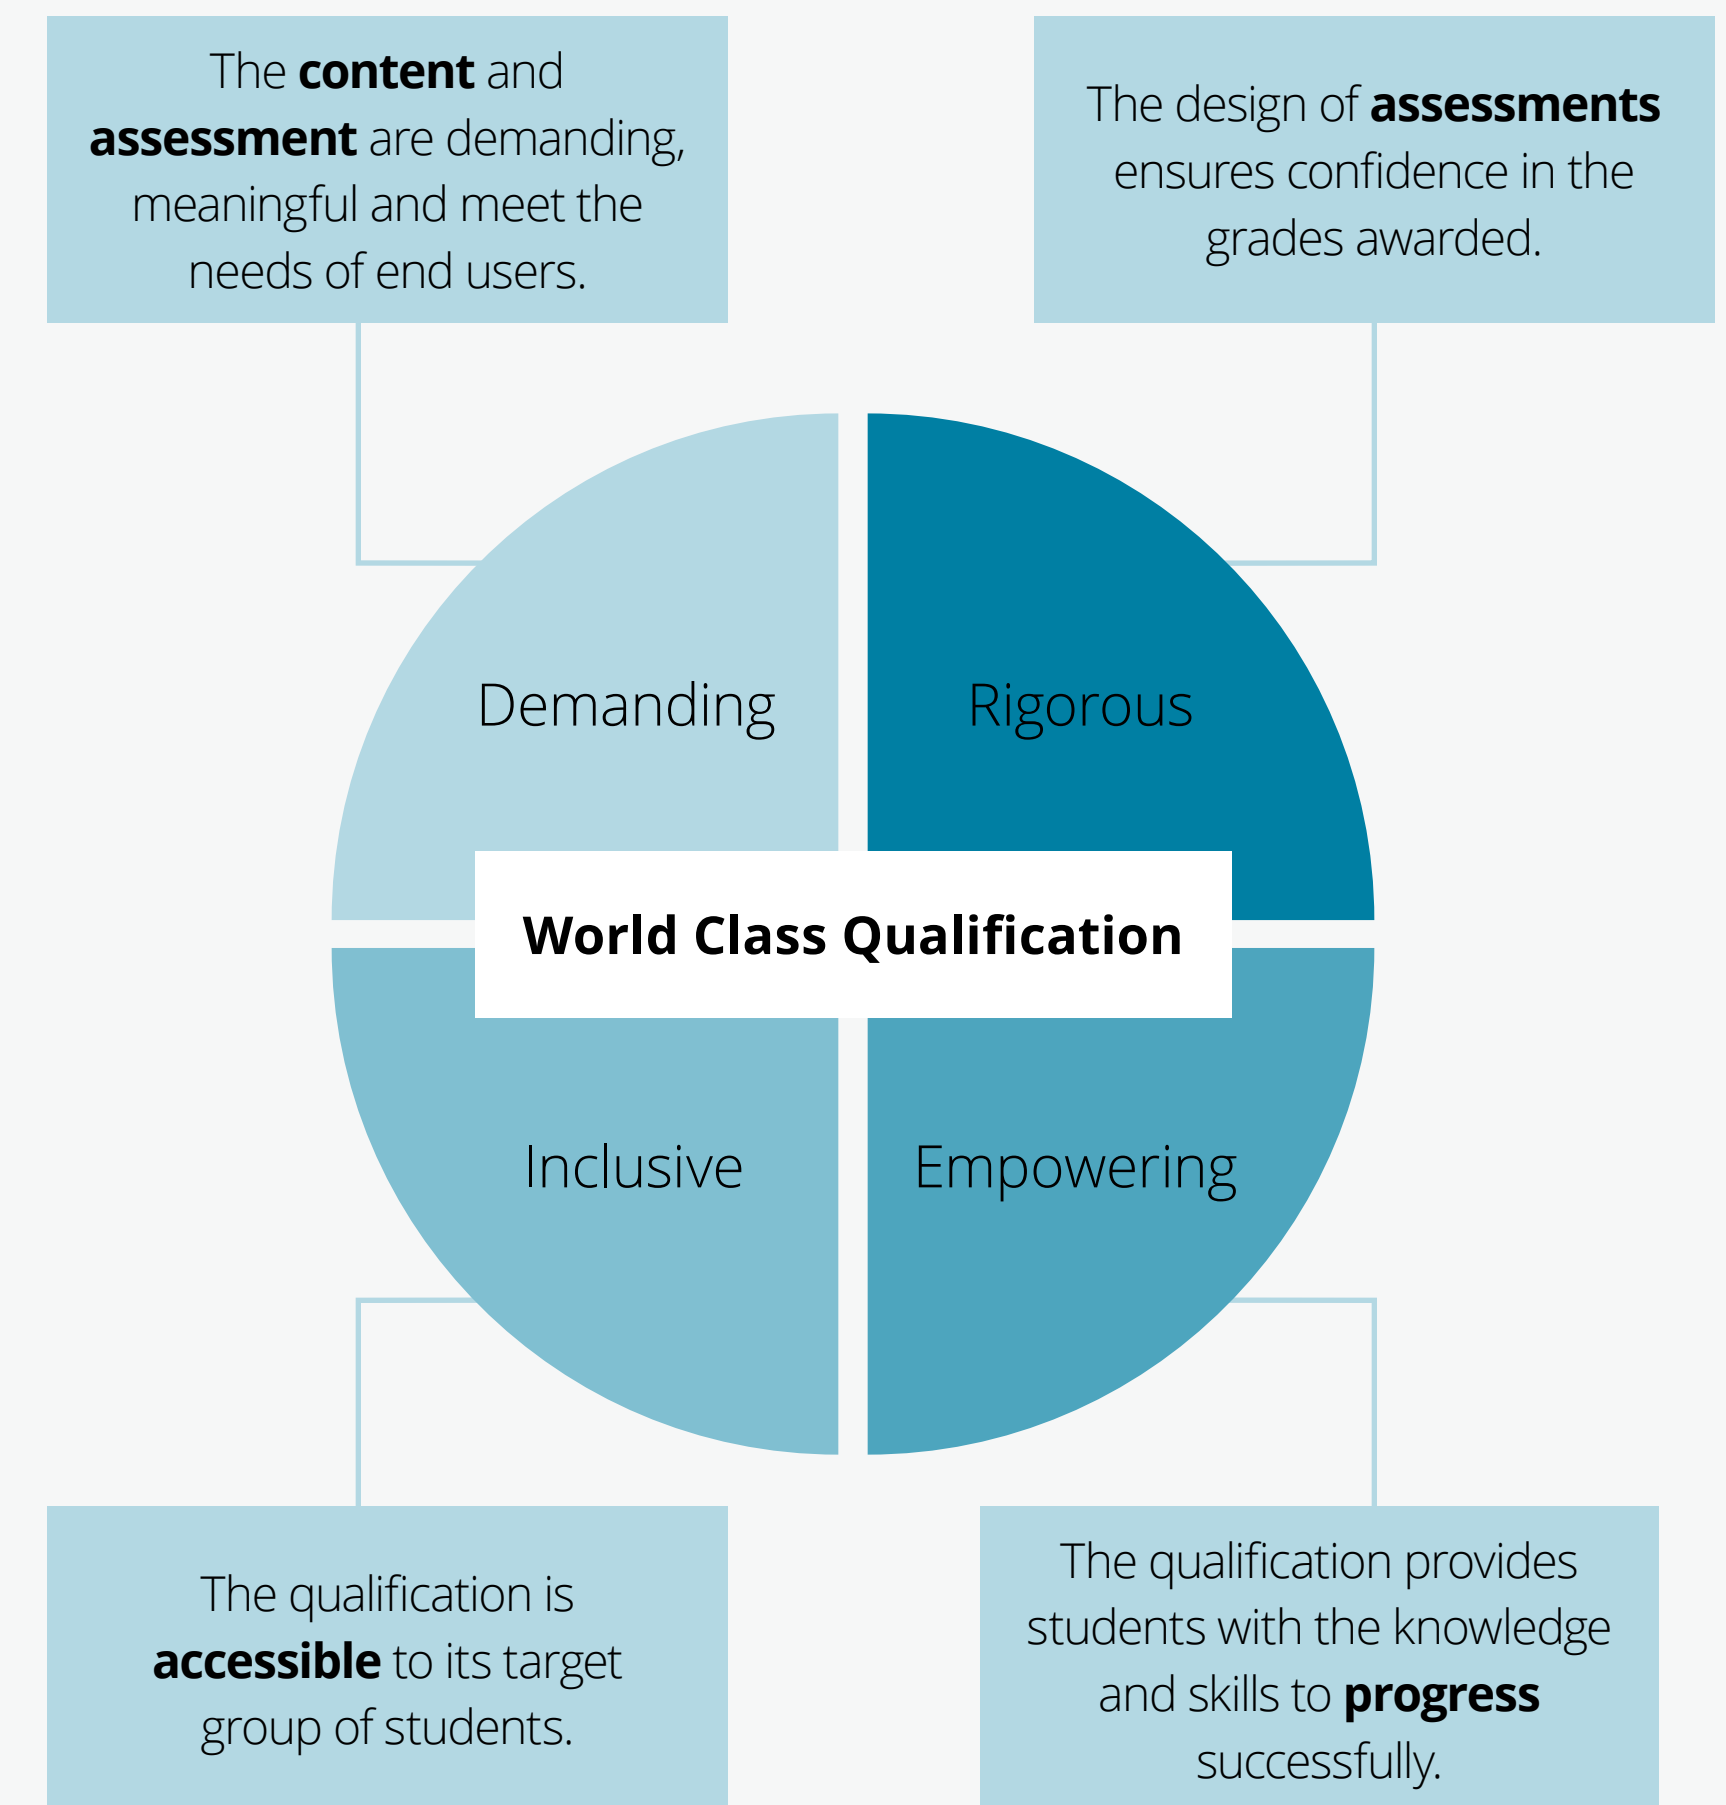 The content and
assessment are demanding,
meaningful and meet the
needs of end users.
The design of assessments
ensures confidence in the
grades awarded.
Demanding
Rigorous
World Class Qualification
Inclusive
Empowering
The qualification is
accessible to its target
group of students.
The qualification provides
students with the knowledge
and skills to progress
successfully.